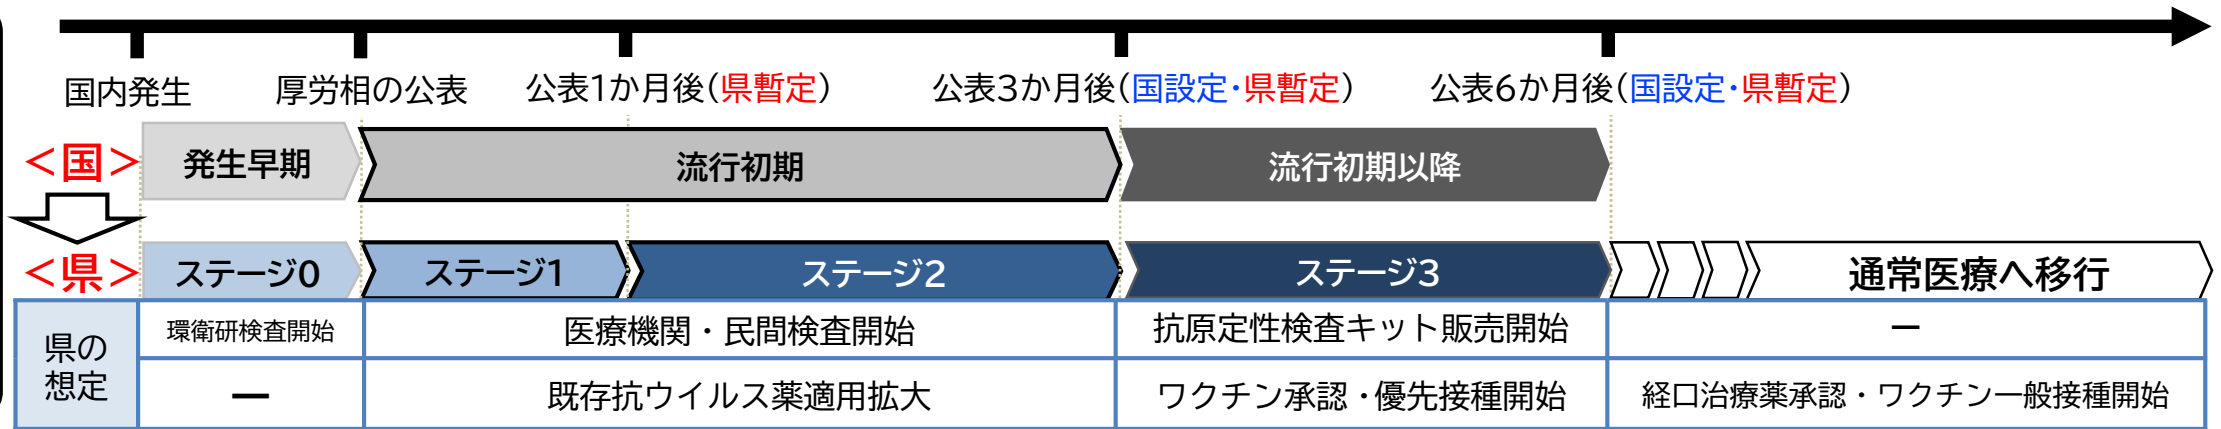 国内発生
厚労相の公表
公表1か月後(県暫定)
公表3か月後(国設定・県暫定)
公表6か月後(国設定・県暫定)
<国>
発生早期
流行初期
流行初期以降
<県>
ステージ0
ステージ1
ステージ2
ステージ3
通常医療へ移行
県の
想定
環衛研検査開始
医療機関・民間検査開始
抗原定性検査キット販売開始
ー
ー
既存抗ウイルス薬適用拡大
ワクチン承認・優先接種開始
経口治療薬承認・ワクチン一般接種開始